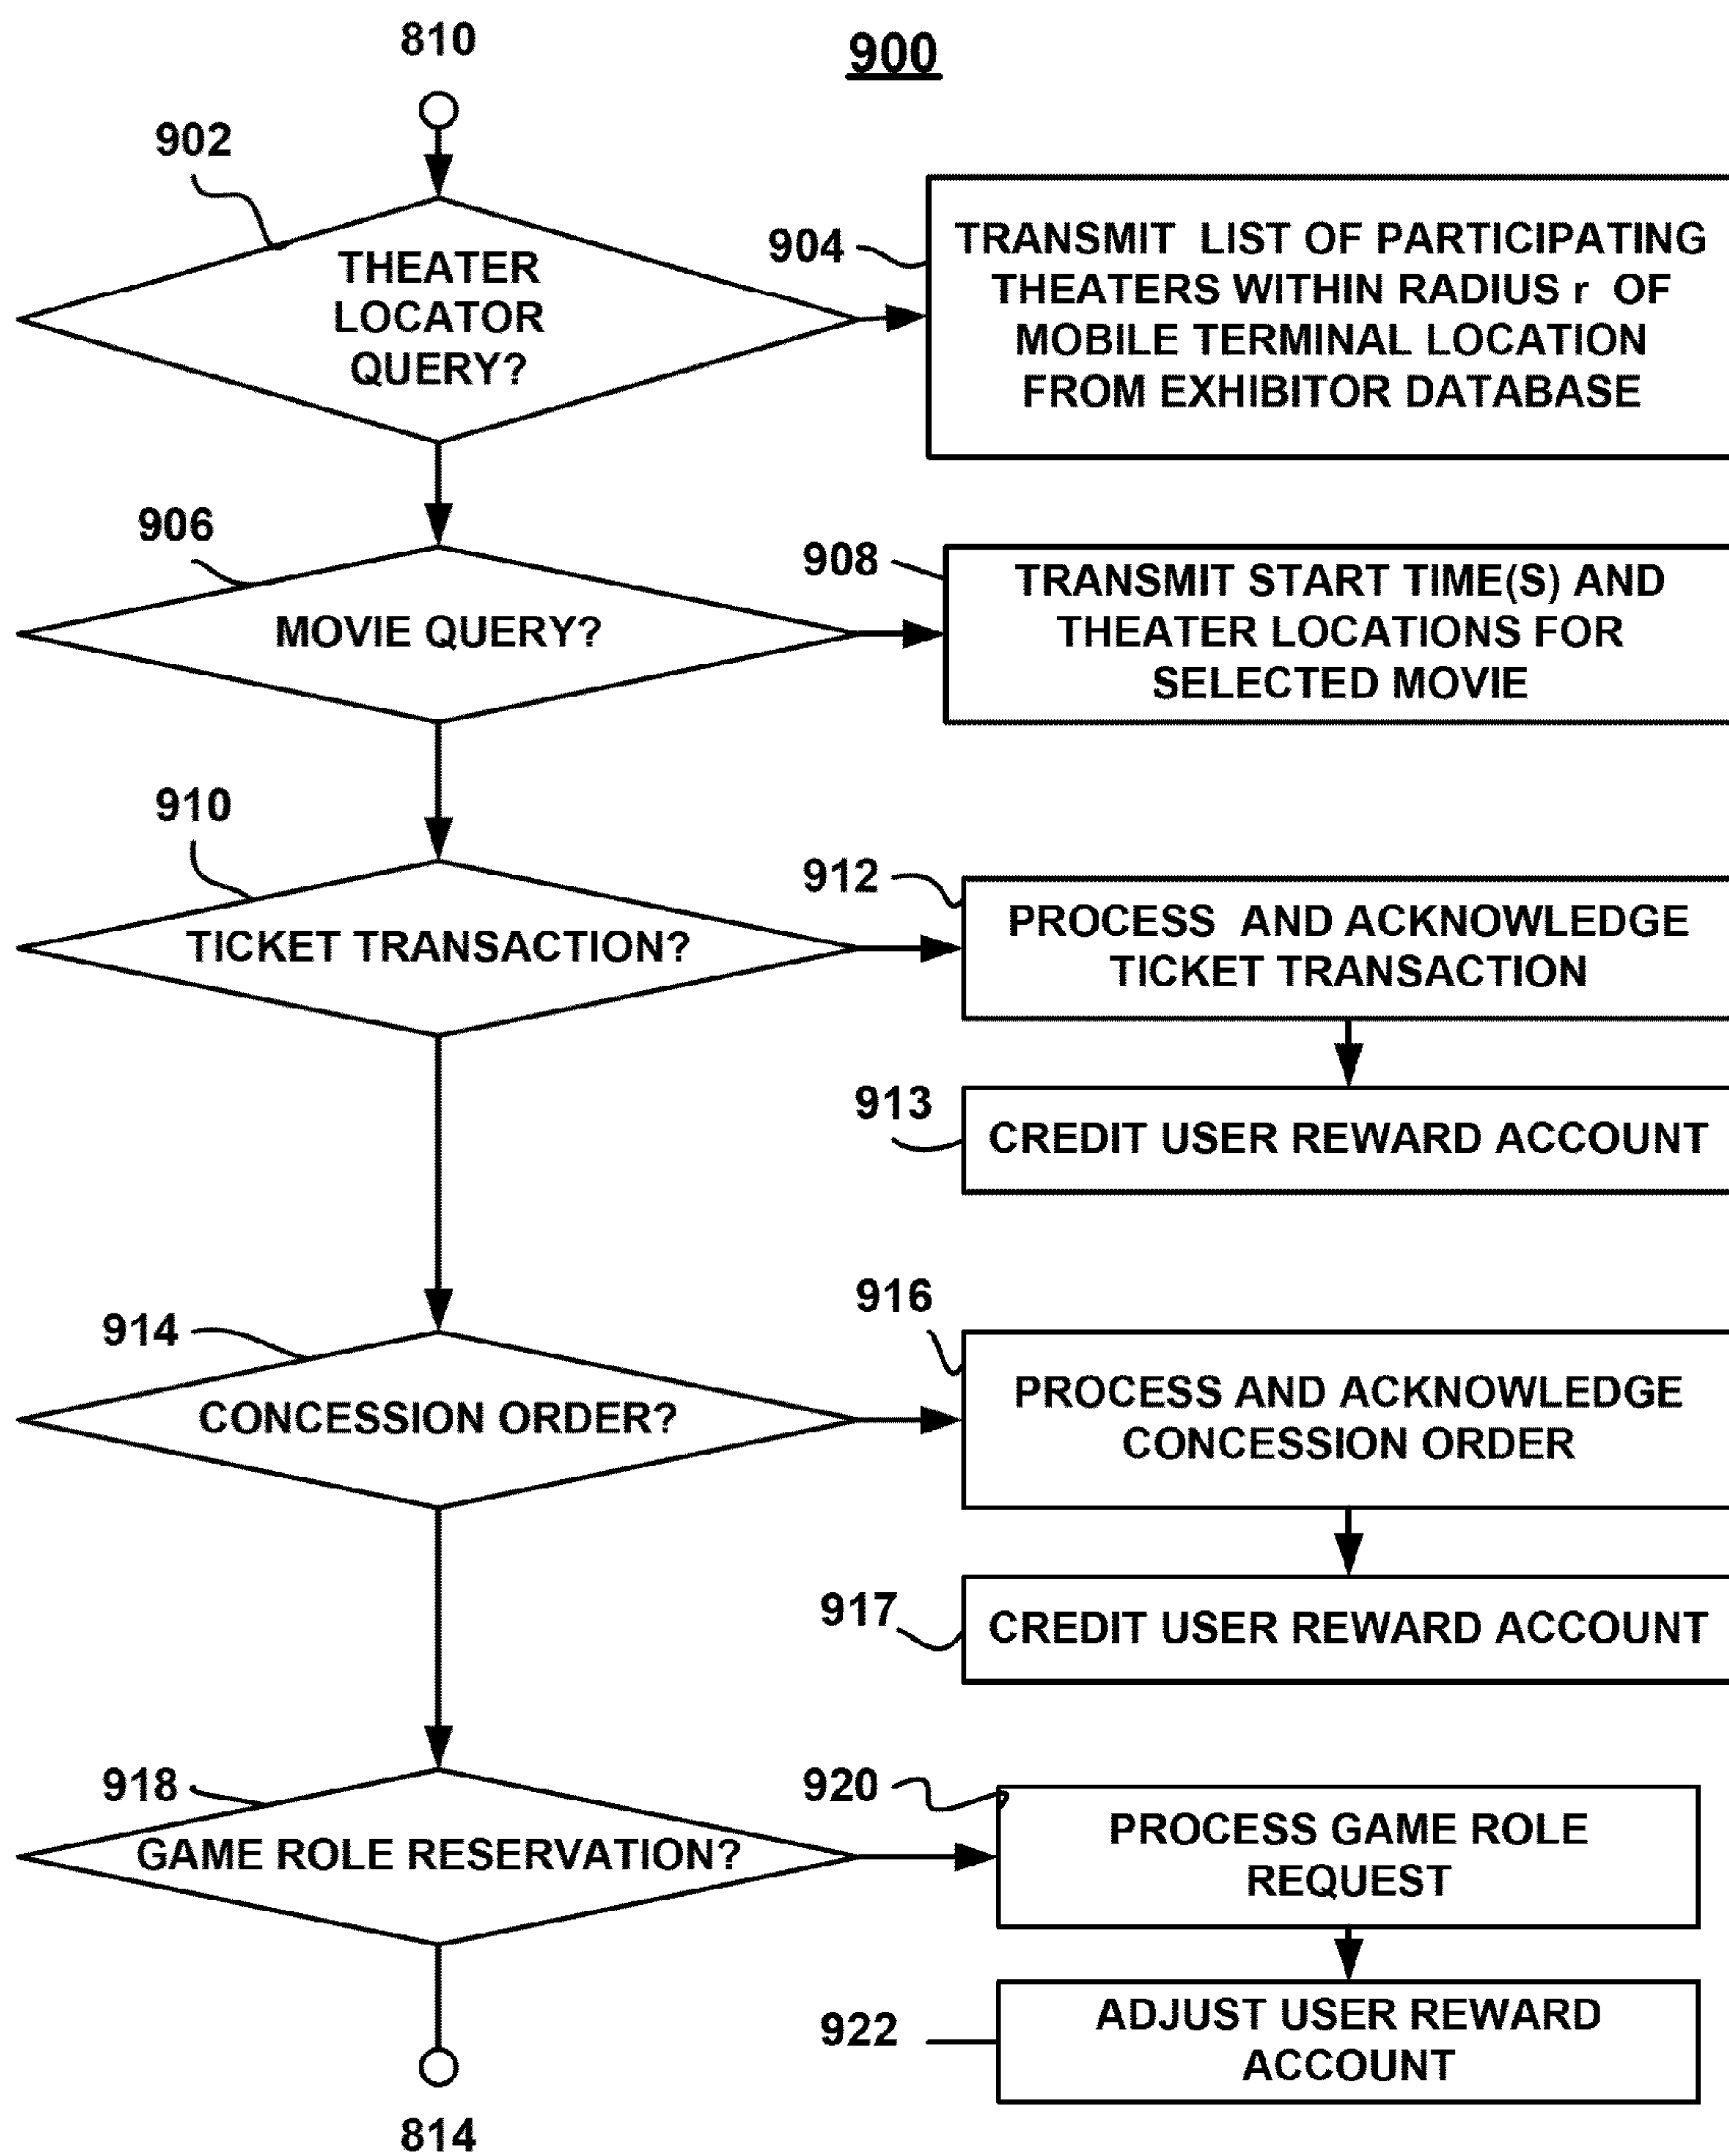 810
900
902
THEATER
LOCATOR
QUERY?
904
TRANSMIT LIST OF PARTICIPATING
THEATERS WITHIN RADIUS r OF
MOBILE TERMINAL LOCATION
FROM EXHIBITOR DATABASE
906
MOVIE QUERY?
908
TRANSMIT START TIME(S) AND
THEATER LOCATIONS FOR
SELECTED MOVIE
910
TICKET TRANSACTION?
912
PROCESS AND ACKNOWLEDGE
TICKET TRANSACTION
913
CREDIT USER REWARD ACCOUNT
914
CONCESSION ORDER?
916
PROCESS AND ACKNOWLEDGE
CONCESSION ORDER
917
CREDIT USER REWARD ACCOUNT
918
GAME ROLE RESERVATION?
920
PROCESS GAME ROLE
REQUEST
922
ADJUST USER REWARD
ACCOUNT
814